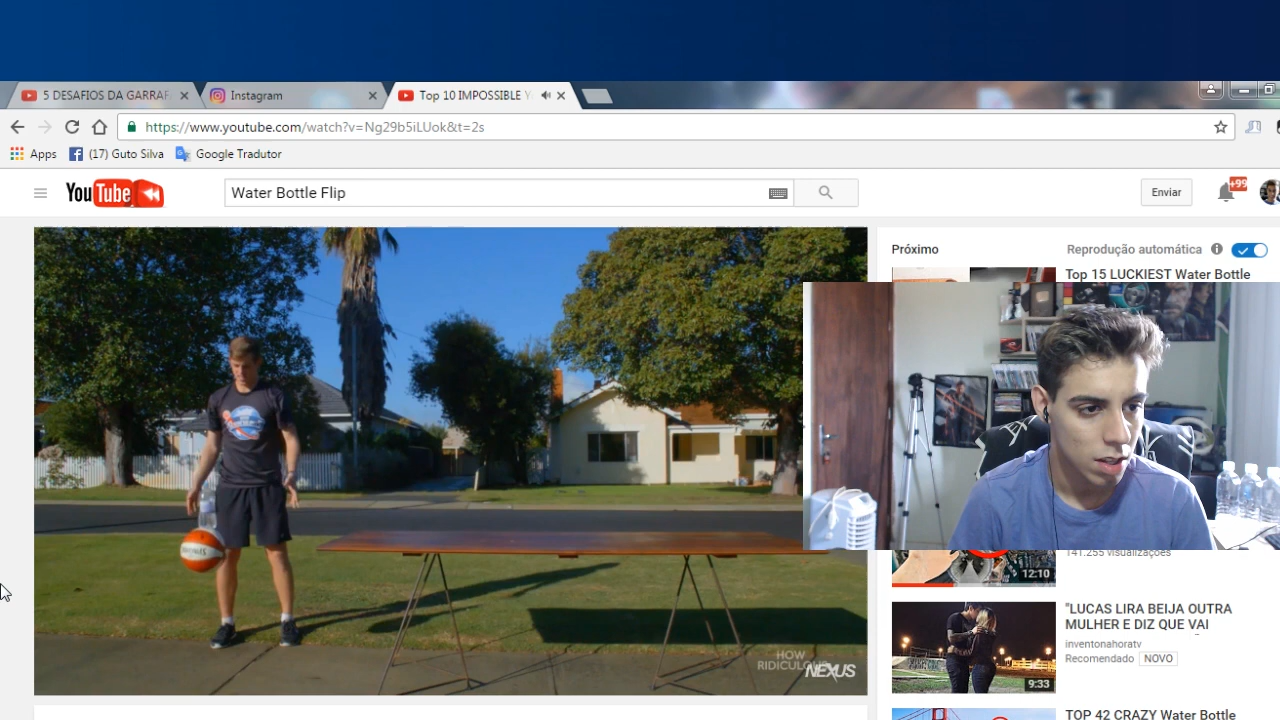 5 DESAFIOS DA GARRAF
Instagram
Top 10 IMPOSSIBLE
https://www.youtube.com/watch?v=Ng29b5iLUok&t=2s
Apps
(17) Guto Silva
Google Tradutor
YouTube
Water Bottle Flip
Enviar
+99
Próximo
Reprodução automática
Top 15 LUCKIEST Water Bottle
141.255 visualizações
12:10
"LUCAS LIRA BEIJA OUTRA
MULHER E DIZ QUE VAI
inventonahoratv
Recomendado NOVO
9:33
TOP 42 CRAZY Water Bottle
HOW
RIDICULOUS
NEXUS